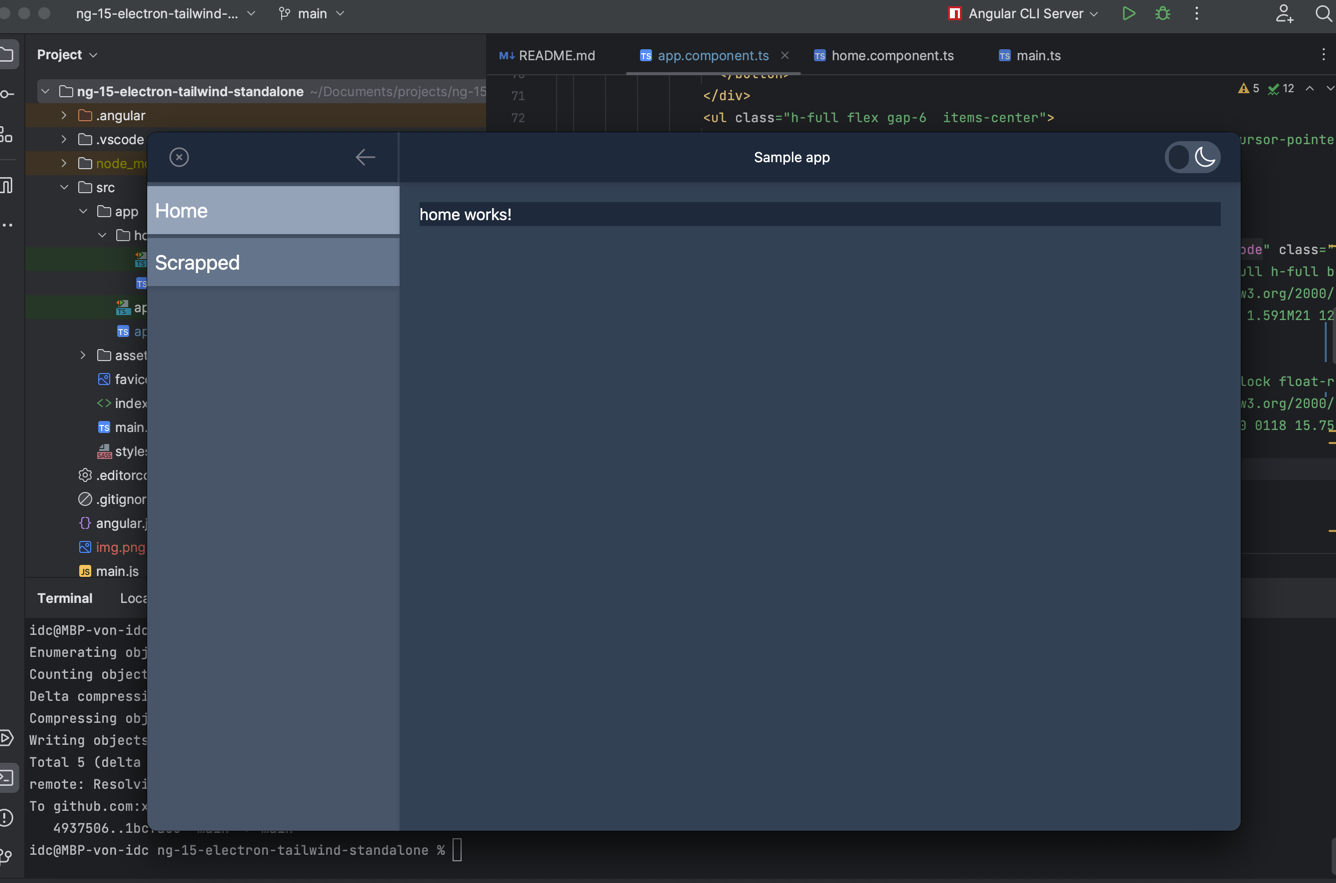 ng-15-electron-tailwind-...
main
Angular CLI Server
Project
README.md
app.component.ts
home.component.ts
main.ts
ng-15-electron-tailwind-standalone ~/Documents/projects/ng-15
.angular
.vscode
node_mo
src
app
ho
ap
ap
asset
favico
index
main.
styles
.editorco
.gitignor
angular.j
img.png
main.js
71
</div>
72
<ul class="h-full flex gap-6  items-center">
5
12
ursor-pointe
ode" class="
ull h-full b
w3.org/2000/
1.591M21 12
lock float-r
w3.org/2000/
0 0118 15.75
Sample app
Home
Scrapped
home works!
Terminal
Loca
idc@MBP-von-idc
Enumerating obj
Counting object
Delta compressi
Compressing obj
Writing objects
Total 5 (delta
remote: Resolvi
To github.com:x
idc@MBP-von-idc ng-15-electron-tailwind-standalone %